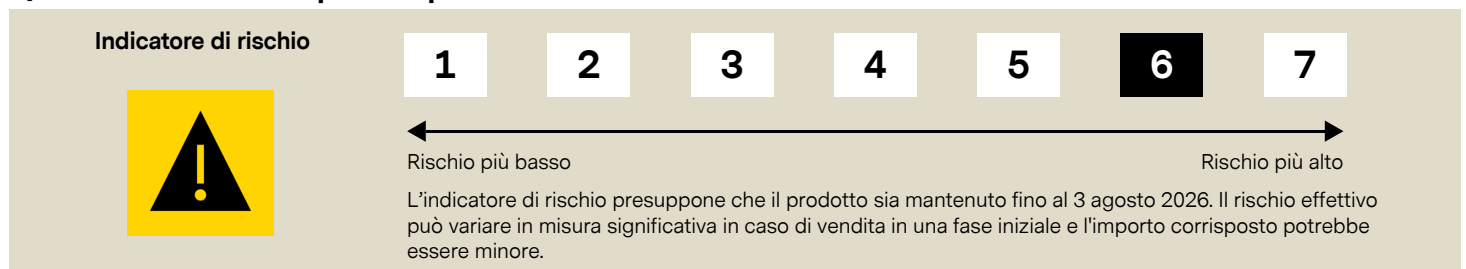 Indicatore di rischio
1 2 3 4 5 6 7
Rischio più basso Rischio più alto
L'indicatore di rischio presuppone che il prodotto sia mantenuto fino al 3 agosto 2026. Il rischio effettivo
può variare in misura significativa in caso di vendita in una fase iniziale e l'importo corrisposto potrebbe
essere minore.